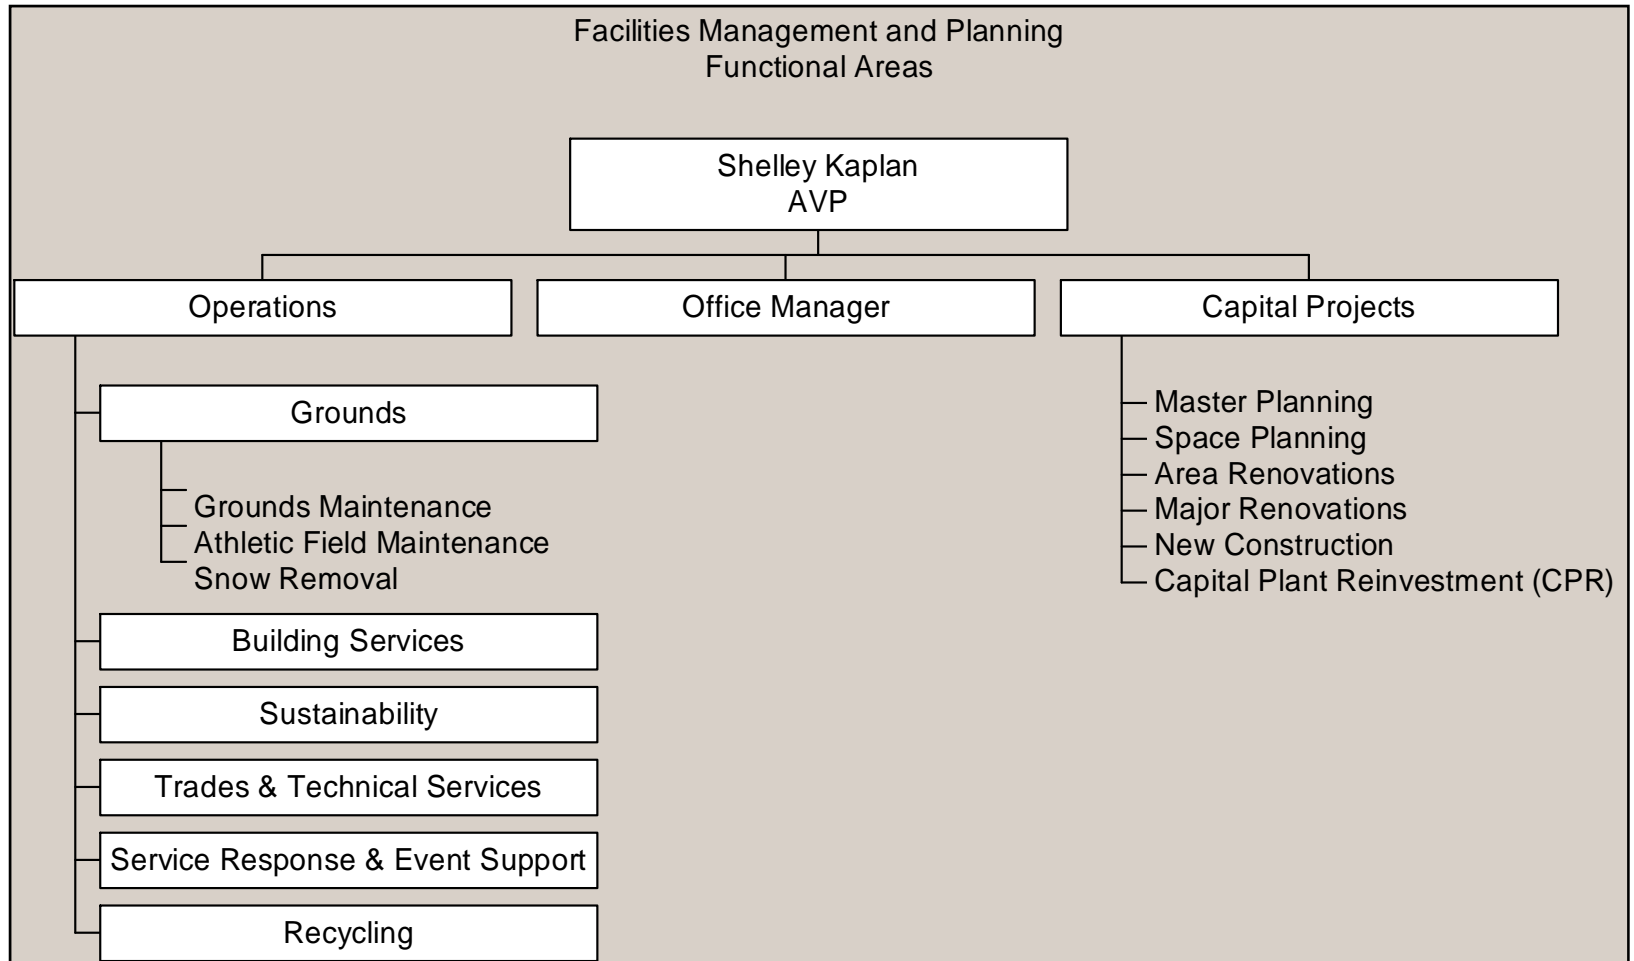 Facilities Management and Planning
Functional Areas
Shelley Kaplan
AVP
Operations
Office Manager
Capital Projects
Grounds
Grounds Maintenance
Athletic Field Maintenance
Snow Removal
Building Services
Sustainability
Trades & Technical Services
Service Response & Event Support
Recycling
Master Planning
Space Planning
Area Renovations
Major Renovations
New Construction
Capital Plant Reinvestment (CPR)